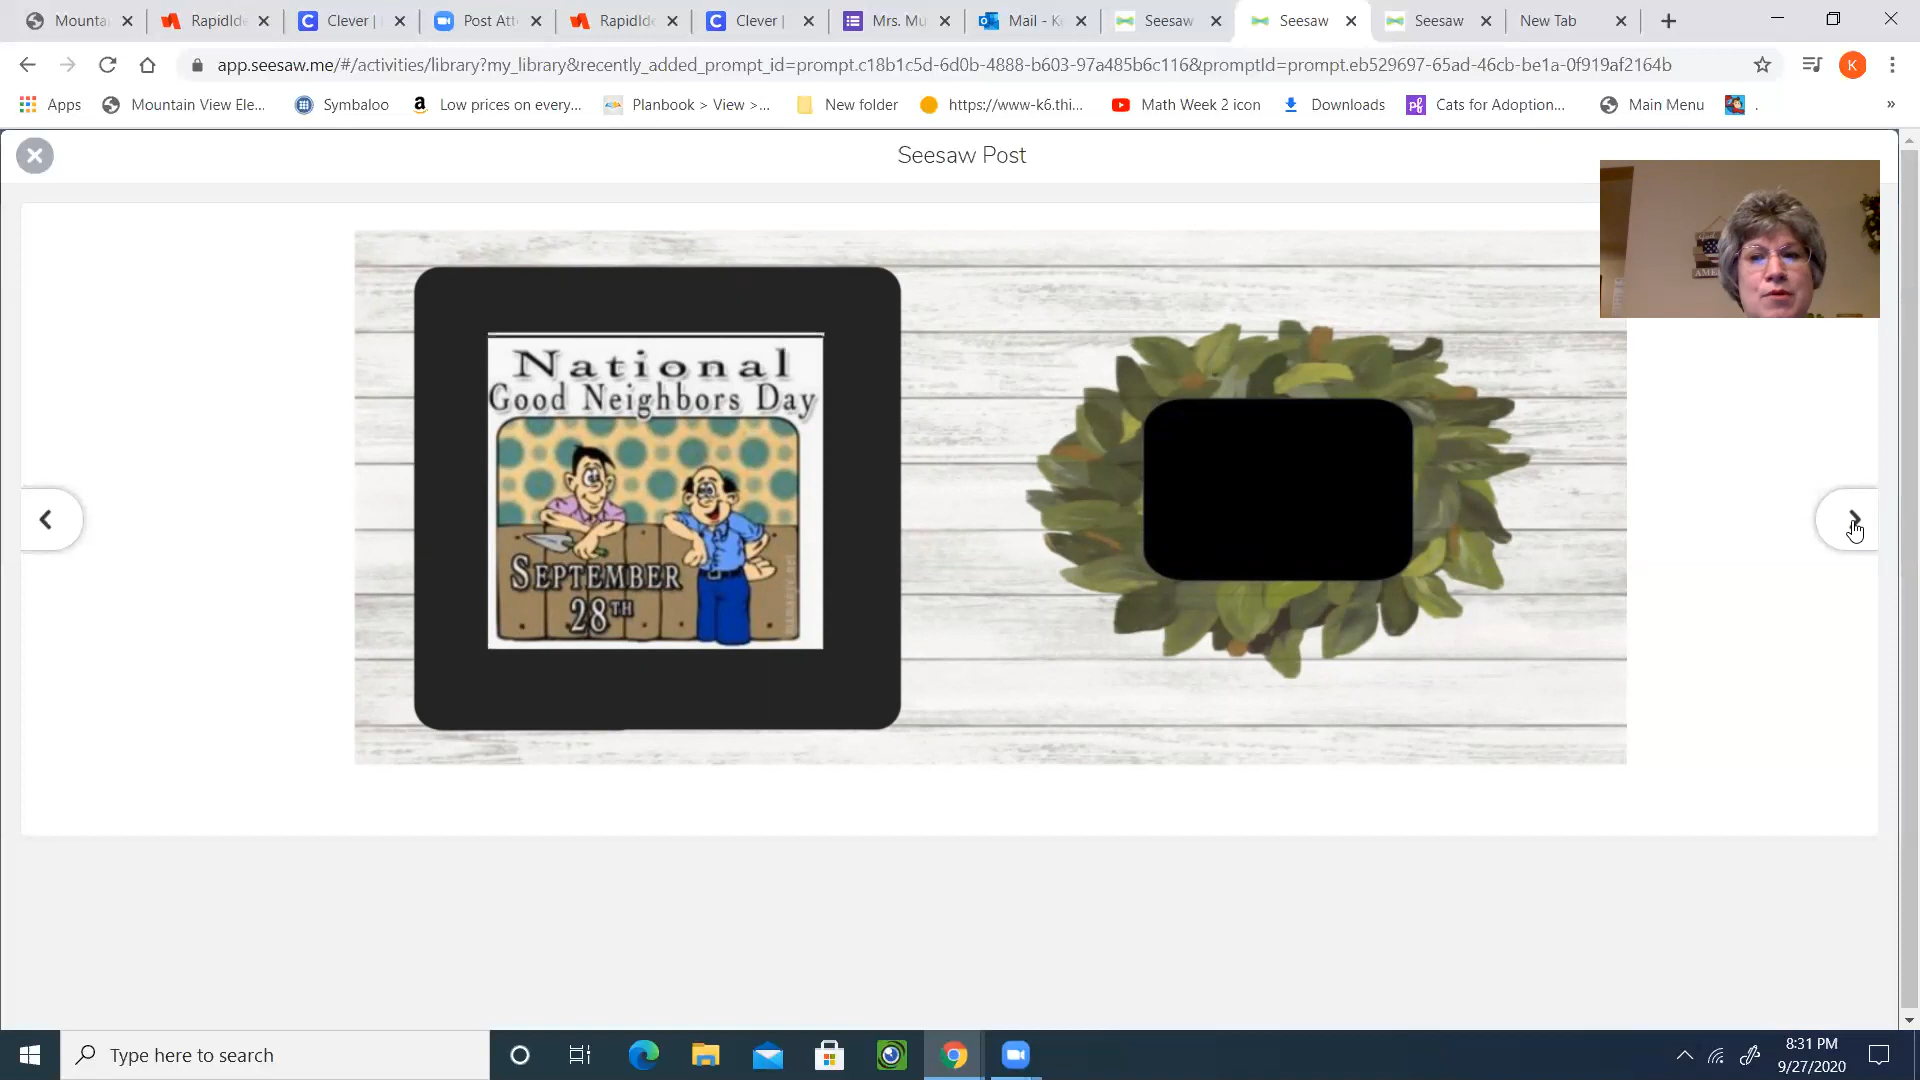 Mounta
RapidIde
Clever |
Post Att
RapidIde
Clever |
Mrs. Mu
Mail - K
Seesaw
Seesaw
Seesaw
New Tab
app.seesaw.me/#/activities/library?my_library&recently_added_prompt_id=prompt.c18b1c5d-6d0b-4888-b603-97a485b6c116&promptId=prompt.eb529697-65ad-46cb-be1a-0f919af2164b
K
Apps
Mountain View Ele...
Symbaloo
Low prices on every...
Planbook > View >...
New folder
https://www-k6.thi...
Math Week 2 icon
Downloads
Cats for Adoption...
Main Menu
.
Seesaw Post
National
Good Neighbors Day
SEPTEMBER
28TH
Type here to search
8:31 PM
9/27/2020